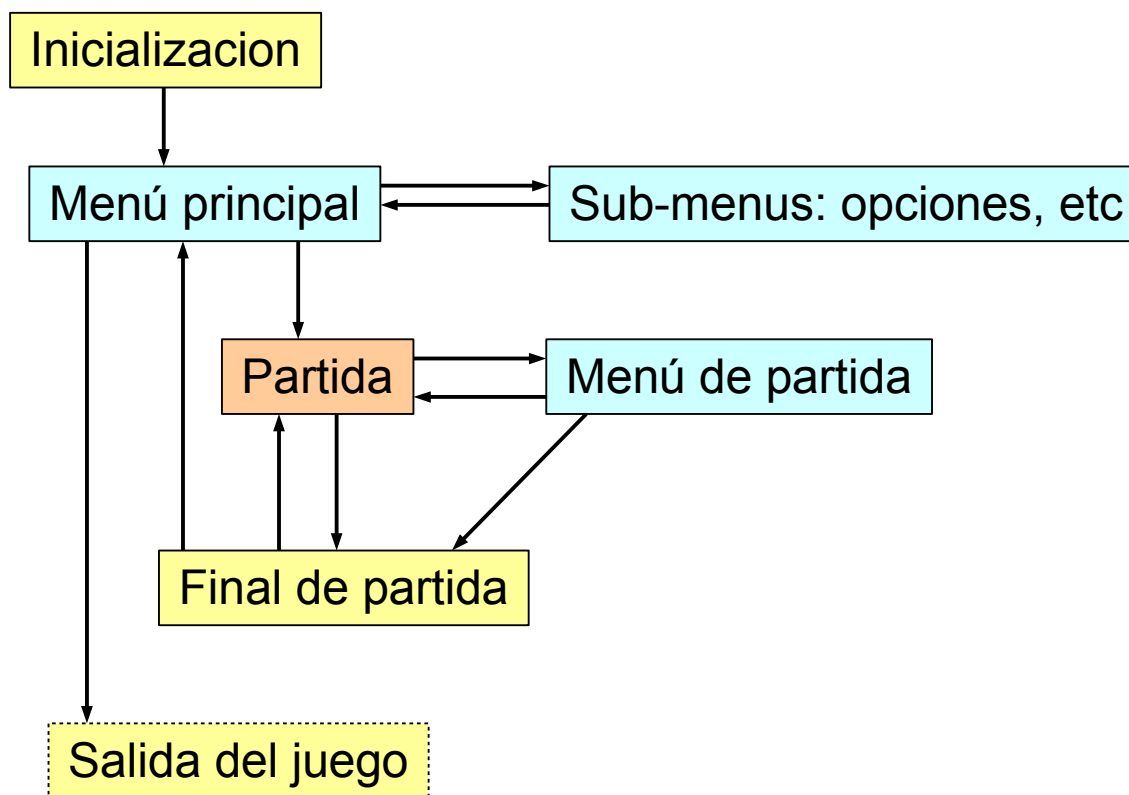 Inicializacion
Menú principal
Sub-menus: opciones, etc
Partida
Menú de partida
Final de partida
Salida del juego